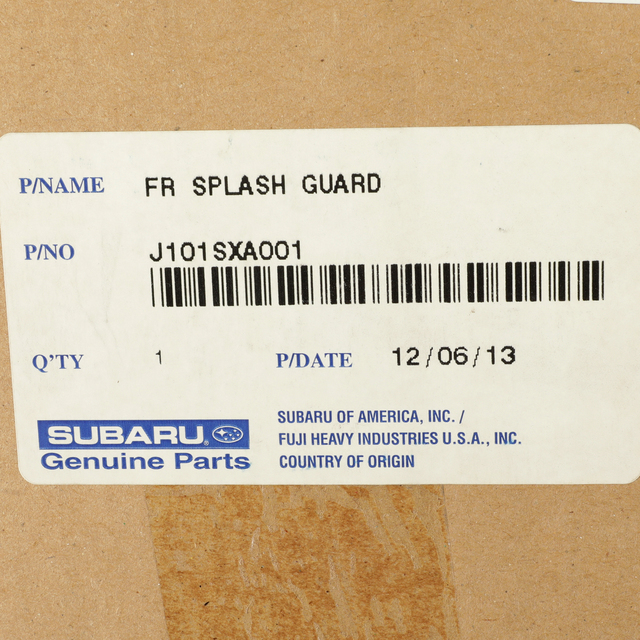 P/NAME FR SPLASH GUARD
P/NO J101SXA001
Q'TY 1 P/DATE 12/06/13
SUBARU®
Genuine Parts
SUBARU OF AMERICA, INC. /
FUJI HEAVY INDUSTRIES U.S.A., INC.
COUNTRY OF ORIGIN